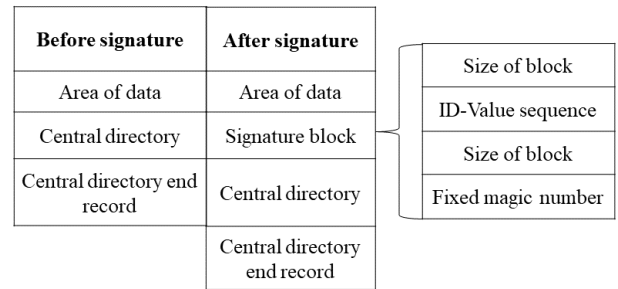 Before signature
After signature
Area of data
Area of data
Central directory
Signature block
Central directory end
record
Central directory
Central directory
end record
Size of block
ID-Value sequence
Size of block
Fixed magic number